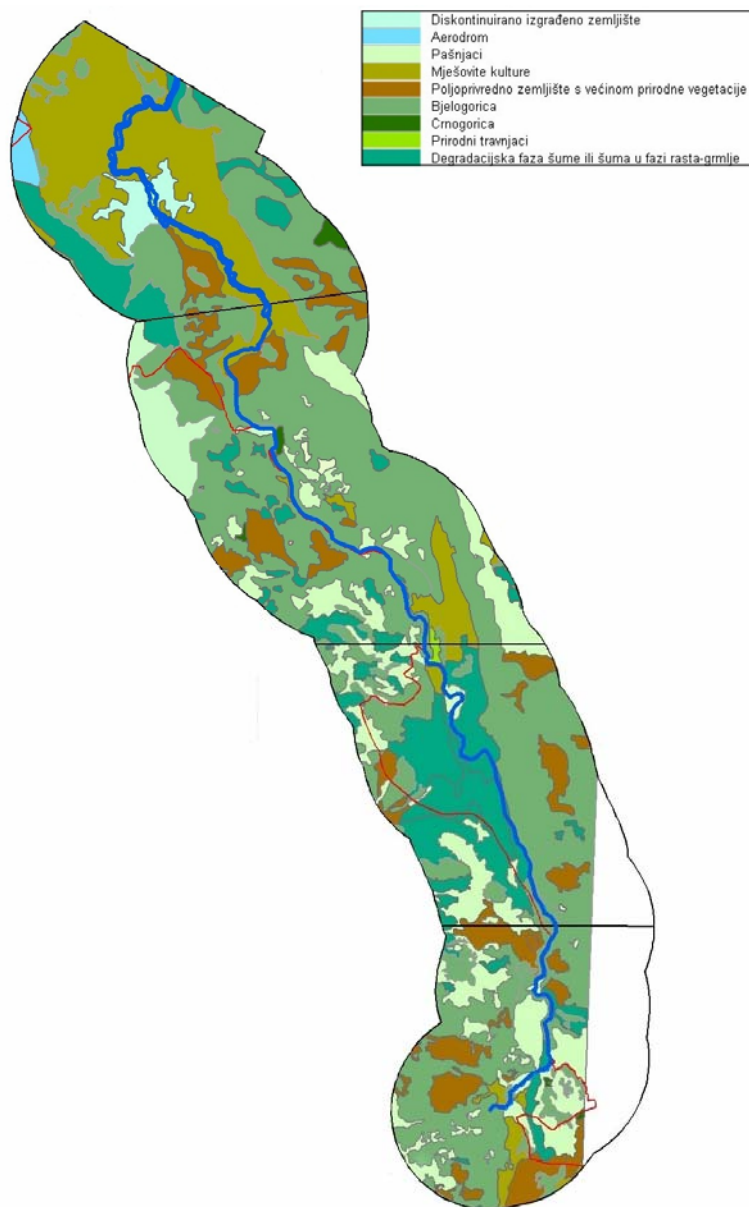 Diskontinuirano izgrađeno zemljište
Aerodrom
Pašnjaci
Mješovite kulture
Poljoprivredno zemljište s većinom prirodne vegetacije
Bjelogorica
Crnogorica
Prirodni travnjaci
Degradacijska faza šume ili šuma u fazi rasta-grmlje